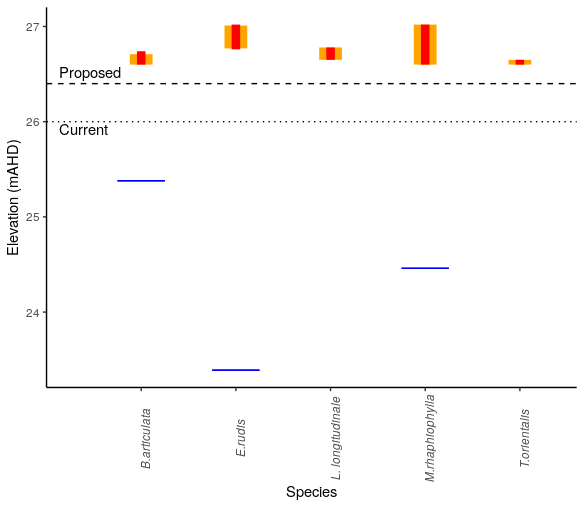 27
Proposed
26
Current
25
24
Elevation (mAHD)
B.articulata
E.rudis
L. longitudinale
M.rhaphiophylla
T.orientalis
Species